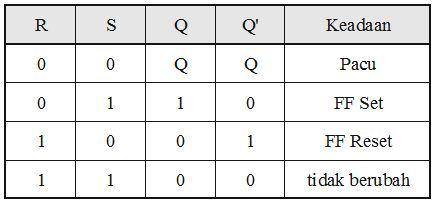 R S Q Q' Keadaan
0 0 Q Q Pacu
0 1 1 0 FF Set
1 0 0 1 FF Reset
1 1 0 0 tidak berubah